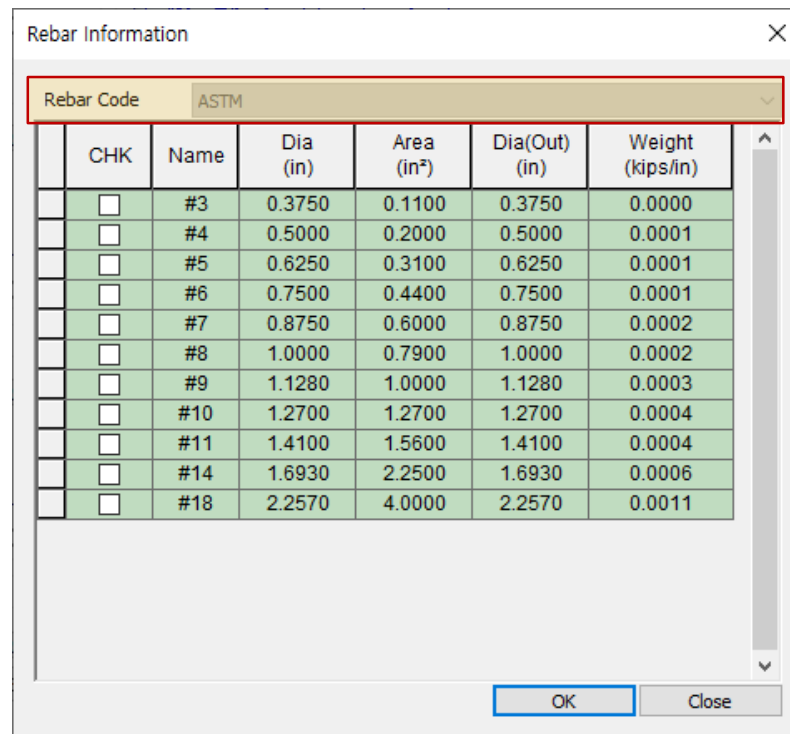 Rebar Information
Rebar Code ASTM
CHK Name Dia (in) Area (in²) Dia(Out) (in) Weight (kips/in)
#3 0.3750 0.1100 0.3750 0.0000
#4 0.5000 0.2000 0.5000 0.0001
#5 0.6250 0.3100 0.6250 0.0001
#6 0.7500 0.4400 0.7500 0.0001
#7 0.8750 0.6000 0.8750 0.0002
#8 1.0000 0.7900 1.0000 0.0002
#9 1.1280 1.0000 1.1280 0.0003
#10 1.2700 1.2700 1.2700 0.0004
#11 1.4100 1.5600 1.4100 0.0004
#14 1.6930 2.2500 1.6930 0.0006
#18 2.2570 4.0000 2.2570 0.0011
OK Close